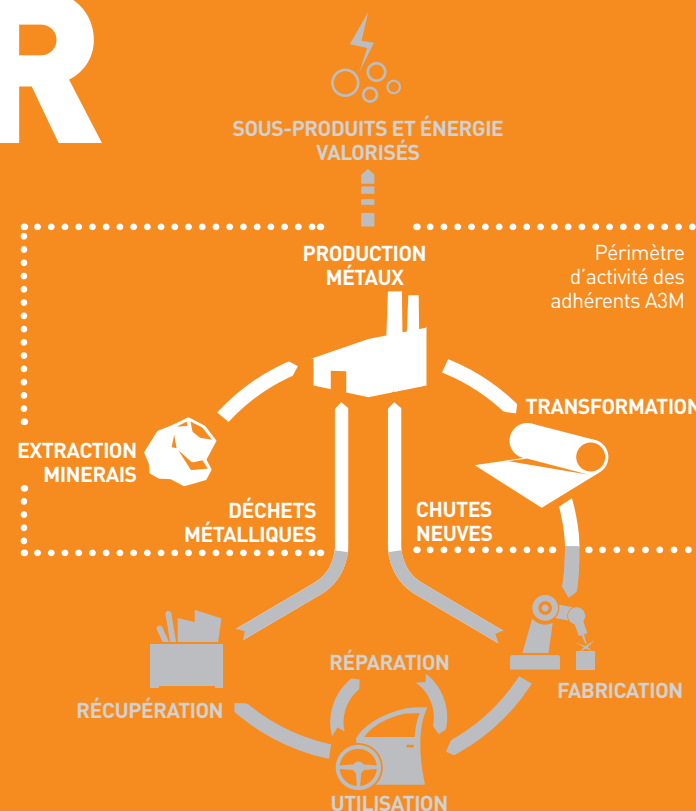 R
SOUS-PRODUITS ET ÉNERGIE
VALORISÉS
PRODUCTION
MÉTAUX
Périmètre
d’activité des
adhérents A3M
TRANSFORMATION
EXTRACTION
MINERAIS
DÉCHETS
MÉTALLIQUES
CHUTES
NEUVES
RÉPARATION
FABRICATION
RÉCUPÉRATION
UTILISATION